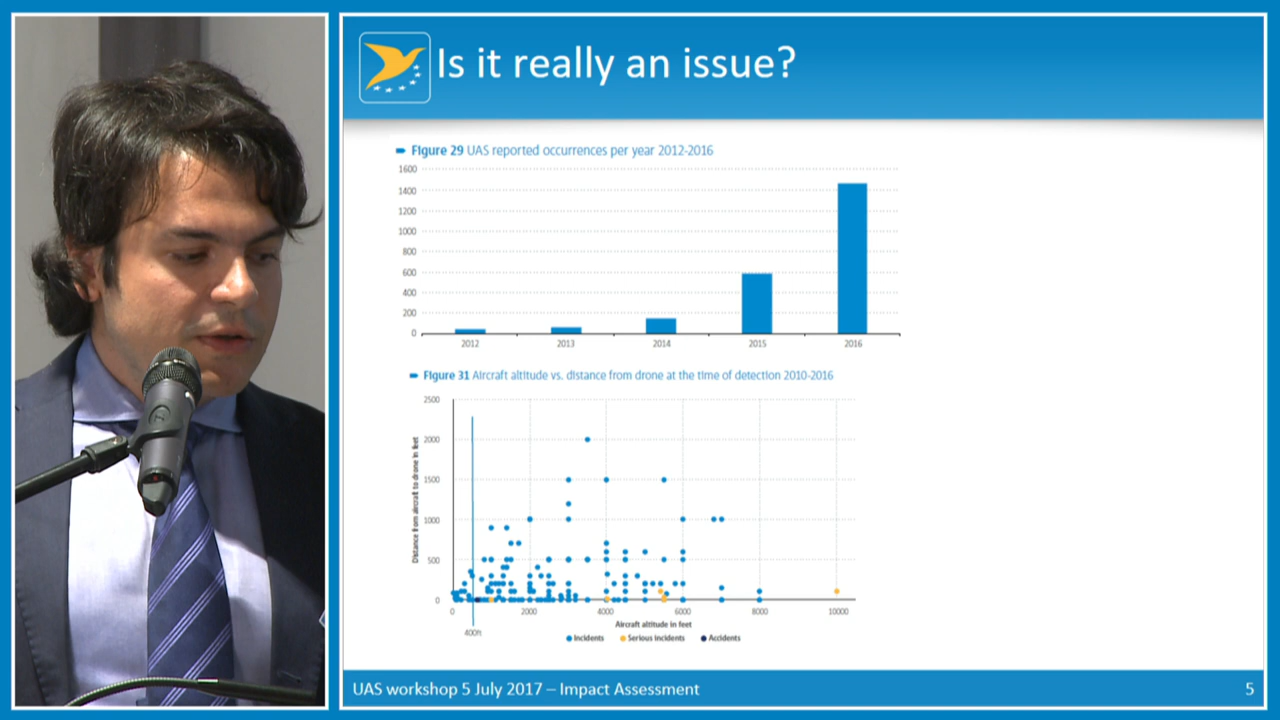 Is it really an issue?
Figure 29 UAS reported occurrences per year 2012-2016
1600
1400
1200
1000
800
600
400
200
0
2012 2013 2014 2015 2016
Figure 31 Aircraft altitude vs. distance from drone at the time of detection 2010-2016
Distance from aircraft to drone in feet
2500
2000
1500
1000
500
0
0 2000 4000 6000 8000 10000
400ft
Aircraft altitude in feet
Incidents Serious Incidents Accidents
UAS workshop 5 July 2017 – Impact Assessment 5